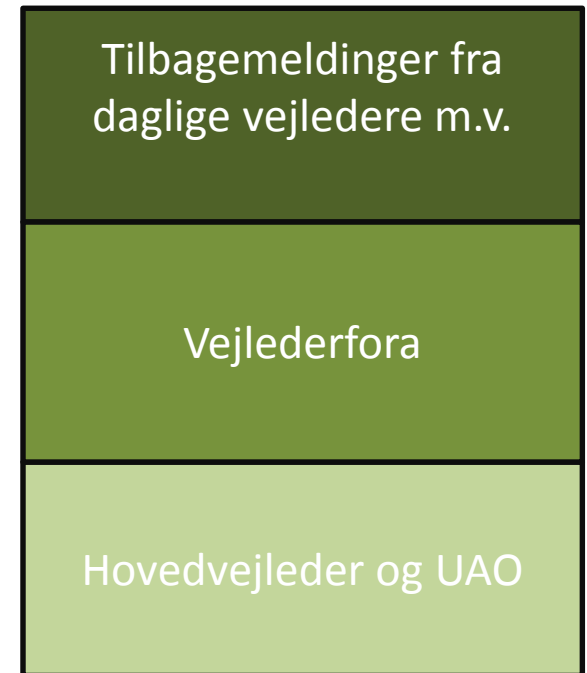 Tilbagemeldinger fra
daglige vejledere m.v.
Vejlederfora
Hovedvejleder og UAO